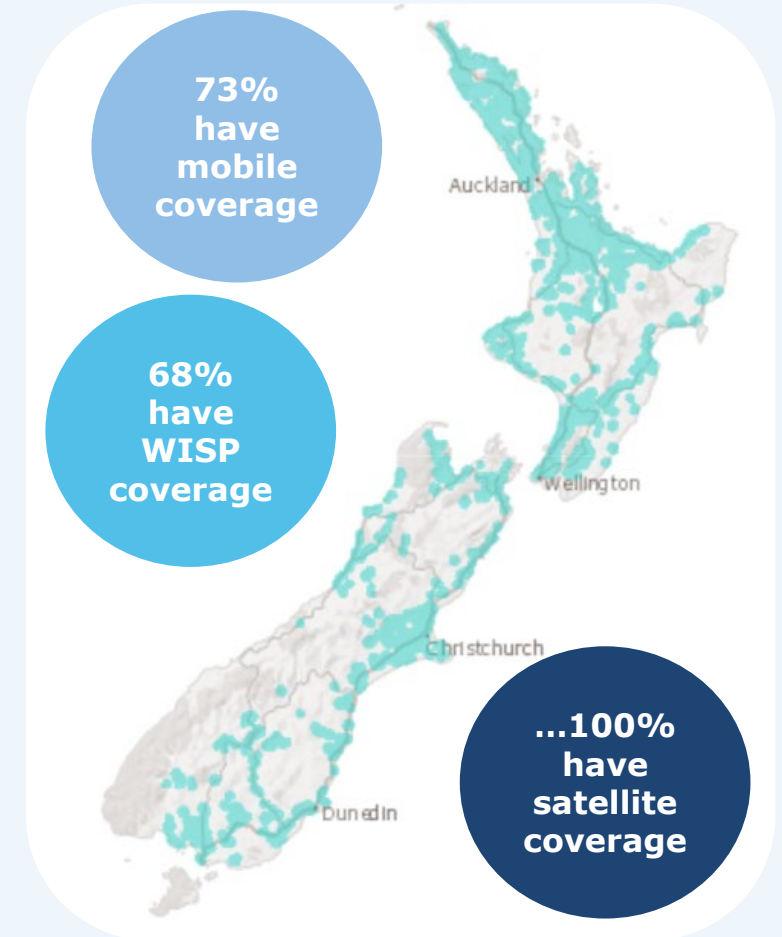 73%
have
mobile
coverage
Auckland
68%
have
WISP
coverage
Wellington
Christchurch
...100%
have
satellite
coverage
DunedIn